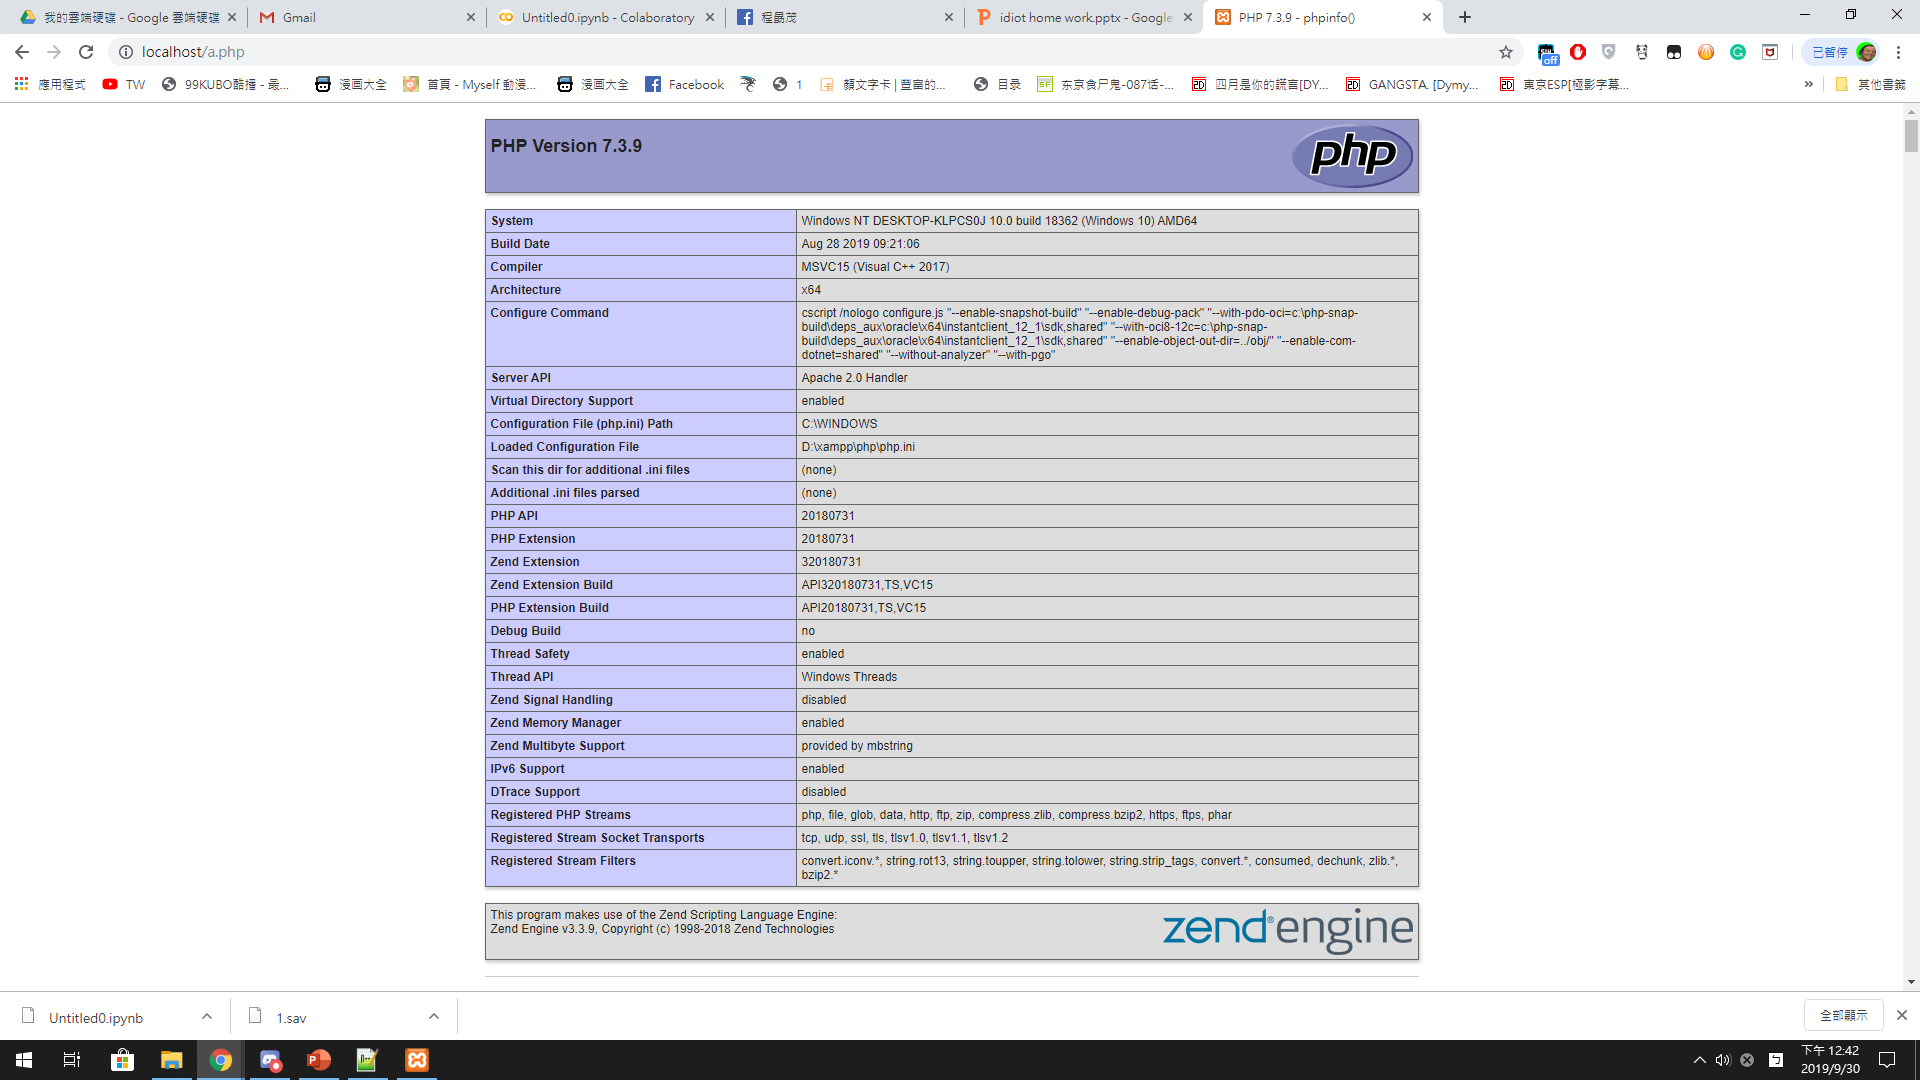 我的雲端硬碟 - Google 雲端硬碟
Gmail
Untitled0.ipynb - Colaboratory
idiot home work.pptx - Google
PHP 7.3.9 - phpinfo()
localhost/a.php
off
已暫停
應用程式
TW
99KUBO酷播 - 最...
漫画大全
首頁 - Myself 動漫...
漫画大全
Facebook
1
顏文字卡 | 豐富的...
目录
SF
东京食尸鬼-087话-...
四月是你的謊言[DY...
GANGSTA. [Dymy...
東京ESP[極影字幕...
»
其他書籤
PHP Version 7.3.9
php
System Windows NT DESKTOP-KLPCS0J 10.0 build 18362 (Windows 10) AMD64
Build Date Aug 28 2019 09:21:06
Compiler MSVC15 (Visual C++ 2017)
Architecture x64
Configure Command cscript /nologo configure.js "--enable-snapshot-build" "--enable-debug-pack" "--with-pdo-oci=c:\php-snap-
build\deps_aux\oracle\x64\instantclient_12_1\sdk,shared" "--with-oci8-12c=c:\php-snap-
build\deps_aux\oracle\x64\instantclient_12_1\sdk,shared" "--enable-object-out-dir=../obj/" "--enable-com-
dotnet=shared" "--without-analyzer" "--with-pgo"
Server API Apache 2.0 Handler
Virtual Directory Support enabled
Configuration File (php.ini) Path C:\WINDOWS
Loaded Configuration File D:\xampp\php\php.ini
Scan this dir for additional .ini files (none)
Additional .ini files parsed (none)
PHP API 20180731
PHP Extension 20180731
Zend Extension 320180731
Zend Extension Build API320180731,TS,VC15
PHP Extension Build API20180731,TS,VC15
Debug Build no
Thread Safety enabled
Thread API Windows Threads
Zend Signal Handling disabled
Zend Memory Manager enabled
Zend Multibyte Support provided by mbstring
IPv6 Support enabled
DTrace Support disabled
Registered PHP Streams php, file, glob, data, http, ftp, zip, compress.zlib, compress.bzip2, https, ftps, phar
Registered Stream Socket Transports tcp, udp, ssl, tls, tlsv1.0, tlsv1.1, tlsv1.2
Registered Stream Filters convert.iconv.*, string.rot13, string.toupper, string.tolower, string.strip_tags, convert.*, consumed, dechunk, zlib.*,
bzip2.*
This program makes use of the Zend Scripting Language Engine:
Zend Engine v3.3.9, Copyright (c) 1998-2018 Zend Technologies
zend® engine
Untitled0.ipynb
1.sav
全部顯示
下午 12:42
2019/9/30